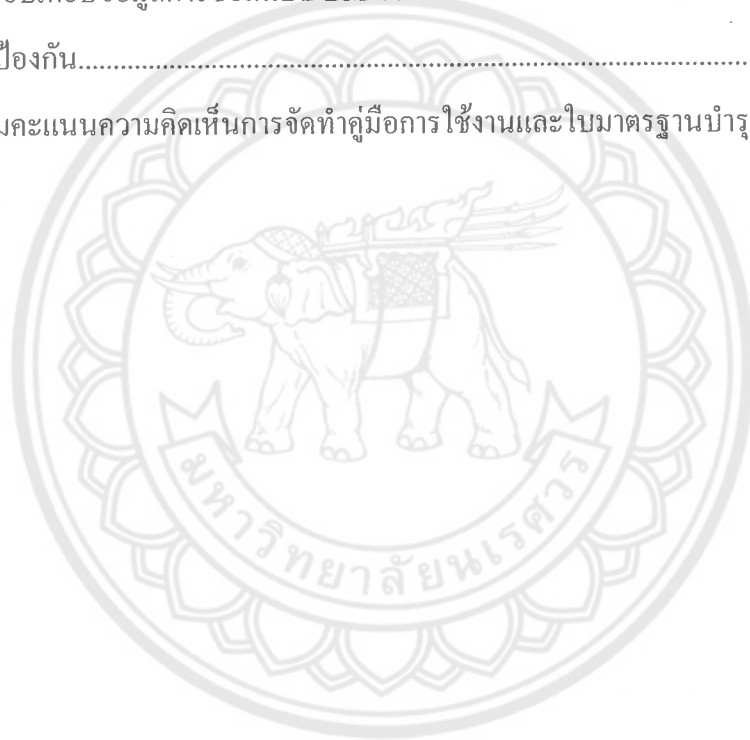 ป้องกัน
มคะแนนความคิดเห็นการจัดทำคู่มือการใช้งานและใบมาตรฐานบำรุ
มหาวิทยาลัยนเรศวร